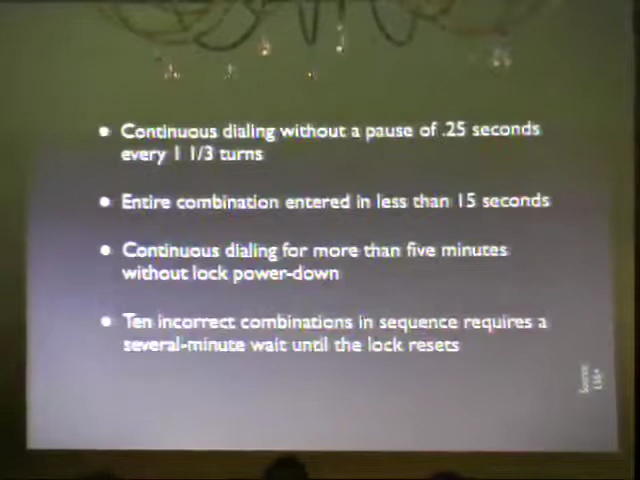 • Continuous dialing without a pause of .25 seconds
every 1 1/3 turns
• Entire combination entered in less than 15 seconds
• Continuous dialing for more than five minutes
without lock power-down
• Ten incorrect combinations in sequence requires a
several-minute wait until the lock resets
Source: